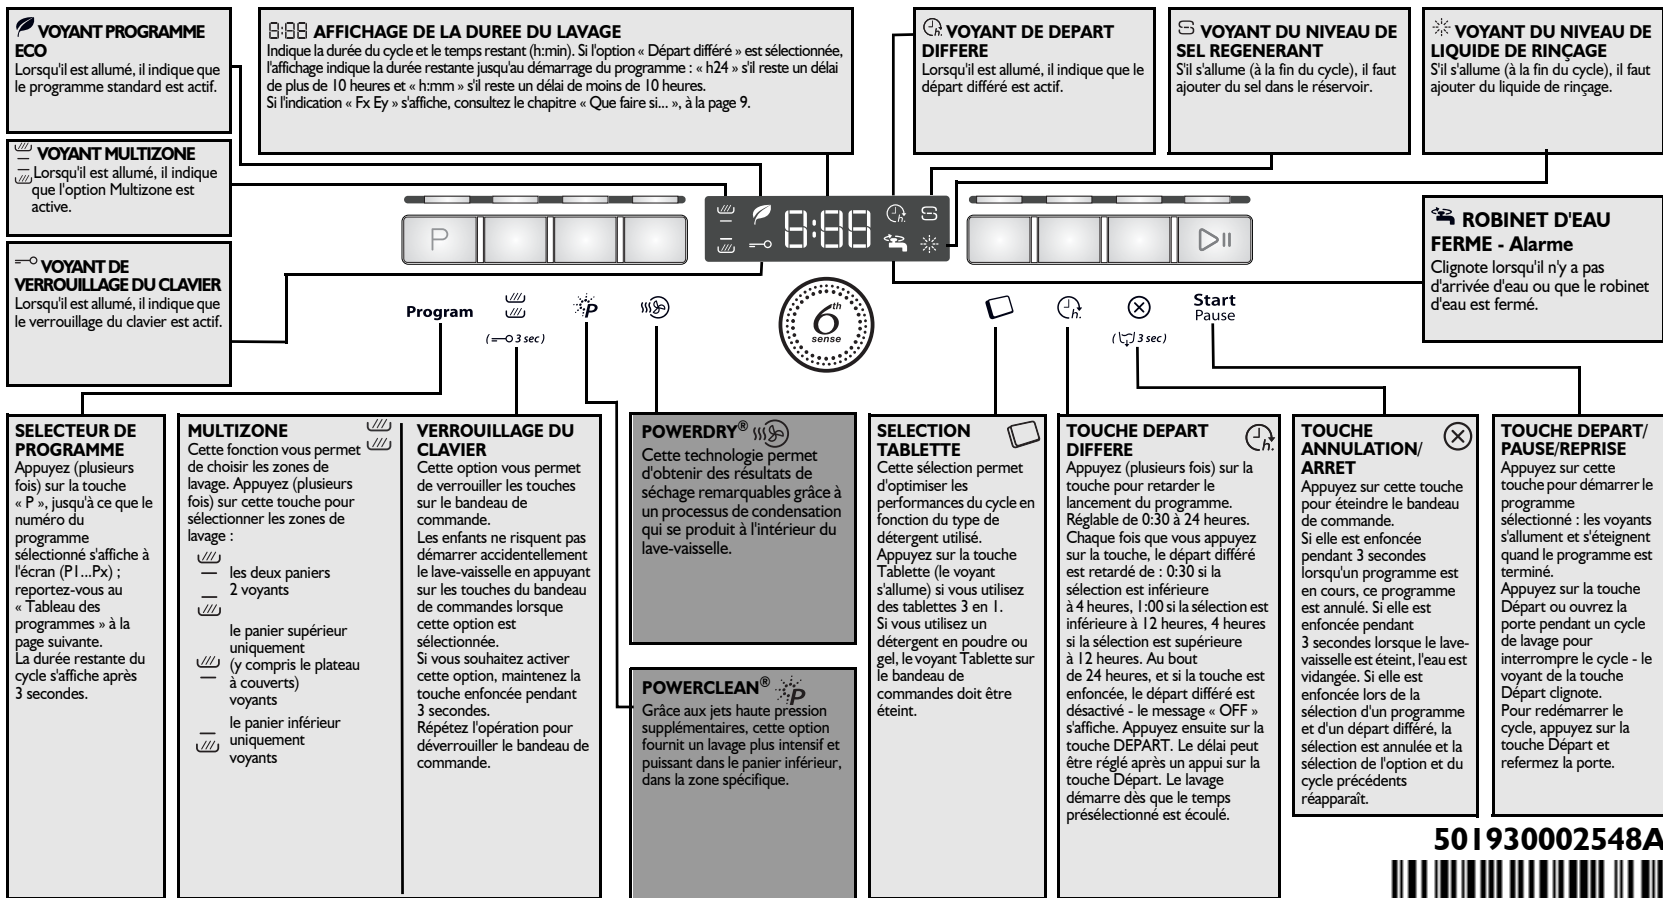 VOYANT PROGRAMME
ECO
Lorsqu'il est allumé, il indique que
le programme standard est actif.
8:88 AFFICHAGE DE LA DUREE DU LAVAGE
Indique la durée du cycle et le temps restant (h:min). Si l'option « Départ différé » est sélectionnée,
l'affichage indique la durée restante jusqu'au démarrage du programme : « h24 » s'il reste un délai
de plus de 10 heures et « h:mm » s'il reste un délai de moins de 10 heures.
Si l'indication « Fx Ey » s'affiche, consultez le chapitre « Que faire si... », à la page 9.
h. VOYANT DE DEPART
DIFFERE
Lorsqu'il est allumé, il indique que le
départ différé est actif.
VOYANT DU NIVEAU DE
SEL REGENERANT
S'il s'allume (à la fin du cycle), il faut
ajouter du sel dans le réservoir.
VOYANT DU NIVEAU DE
LIQUIDE DE RINÇAGE
S'il s'allume (à la fin du cycle), il faut
ajouter du liquide de rinçage.
VOYANT MULTIZONE
Lorsqu'il est allumé, il indique
que l'option Multizone est
active.
VOYANT DE
VERROUILLAGE DU CLAVIER
Lorsqu'il est allumé, il indique que
le verrouillage du clavier est actif.
ROBINET D'EAU
FERME - Alarme
Clignote lorsqu'il n'y a pas
d'arrivée d'eau ou que le robinet
d'eau est fermé.
P
8:88
h.
Program
(3 sec)
P
6th
sense
h.
(3 sec)
Start
Pause
SELECTEUR DE
PROGRAMME
Appuyez (plusieurs
fois) sur la touche
« P », jusqu'à ce que le
numéro du
programme
sélectionné s'affiche à
l'écran (P1...Px) ;
reportez-vous au
« Tableau des
programmes » à la
page suivante.
La durée restante du
cycle s'affiche après
3 secondes.
MULTIZONE
Cette fonction vous permet
de choisir les zones de
lavage. Appuyez (plusieurs
fois) sur cette touche pour
sélectionner les zones de
lavage :
les deux paniers
2 voyants
le panier supérieur
uniquement
(y compris le plateau
à couverts)
voyants
le panier inférieur
uniquement
voyants
VERROUILLAGE DU
CLAVIER
Cette option vous permet
de verrouiller les touches
sur le bandeau de
commande.
Les enfants ne risquent pas
démarrer accidentellement
le lave-vaisselle en appuyant
sur les touches du bandeau
de commandes lorsque
cette option est
sélectionnée.
Si vous souhaitez activer
cette option, maintenez la
touche enfoncée pendant
3 secondes.
Répétez l'opération pour
déverrouiller le bandeau de
commande.
POWERDRY®
Cette technologie permet
d'obtenir des résultats de
séchage remarquables grâce à
un processus de condensation
qui se produit à l'intérieur du
lave-vaisselle.
POWERCLEAN® P
Grâce aux jets haute pression
supplémentaires, cette option
fournit un lavage plus intensif et
puissant dans le panier inférieur,
dans la zone spécifique.
SELECTION
TABLETTE
Cette sélection permet
d'optimiser les
performances du cycle en
fonction du type de
détergent utilisé.
Appuyez sur la touche
Tablette (le voyant
s'allume) si vous utilisez
des tablettes 3 en 1.
Si vous utilisez un
détergent en poudre ou
gel, le voyant Tablette sur
le bandeau de
commandes doit être
éteint.
TOUCHE DEPART
DIFFERE h.
Appuyez (plusieurs fois) sur la
touche pour retarder le
lancement du programme.
Réglable de 0:30 à 24 heures.
Chaque fois que vous appuyez
sur la touche, le départ différé
est retardé de : 0:30 si la
sélection est inférieure
à 4 heures, 1:00 si la sélection est
inférieure à 12 heures, 4 heures
si la sélection est supérieure
à 12 heures. Au bout
de 24 heures, et si la touche est
enfoncée, le départ différé est
désactivé - le message « OFF »
s'affiche. Appuyez ensuite sur la
touche DEPART. Le délai peut
être réglé après un appui sur la
touche Départ. Le lavage
démarre dès que le temps
présélectionné est écoulé.
TOUCHE
ANNULATION/
ARRET
Appuyez sur cette touche
pour éteindre le bandeau
de commande.
Si elle est enfoncée
pendant 3 secondes
lorsqu'un programme est
en cours, ce programme
est annulé. Si elle est
enfoncée pendant
3 secondes lorsque le lave-
vaisselle est éteint, l'eau est
vidangée. Si elle est
enfoncée lors de la
sélection d'un programme
et d'un départ différé, la
sélection est annulée et la
sélection de l'option et du
cycle précédents
réapparaît.
TOUCHE DEPART/
PAUSE/REPRISE
Appuyez sur cette
touche pour démarrer le
programme
sélectionné : les voyants
s'allument et s'éteignent
quand le programme est
terminé.
Appuyez sur la touche
Départ ou ouvrez la
porte pendant un cycle
de lavage pour
interrompre le cycle - le
voyant de la touche
Départ clignote.
Pour redémarrer le
cycle, appuyez sur la
touche Départ et
refermez la porte.
501930002548A